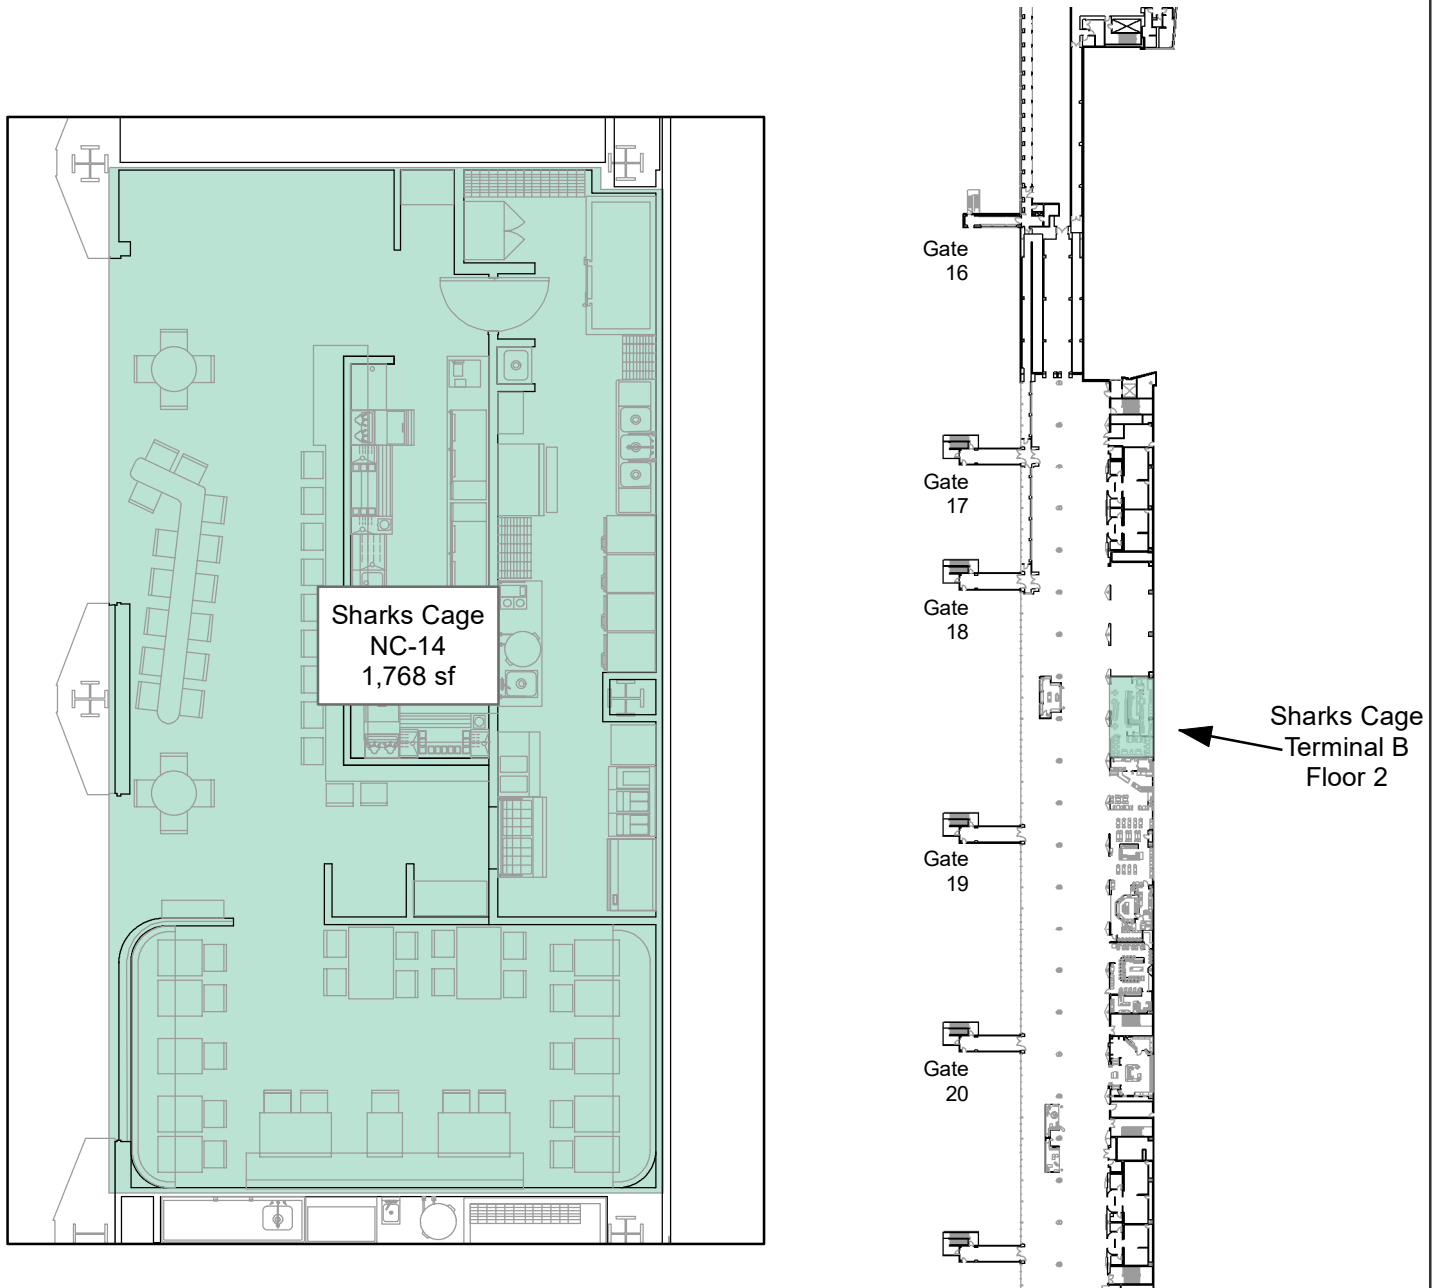 Sharks Cage
NC-14
1,768 sf
Gate
16
Gate
17
Gate
18
Gate
19
Gate
20
Sharks Cage
Terminal B
Floor 2